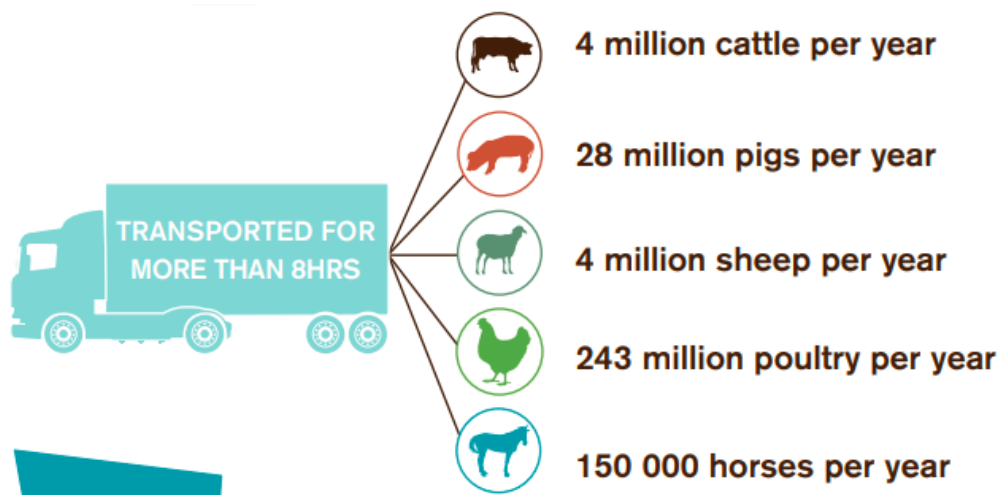 TRANSPORTED FOR
MORE THAN 8HRS
4 million cattle per year
28 million pigs per year
4 million sheep per year
243 million poultry per year
150 000 horses per year